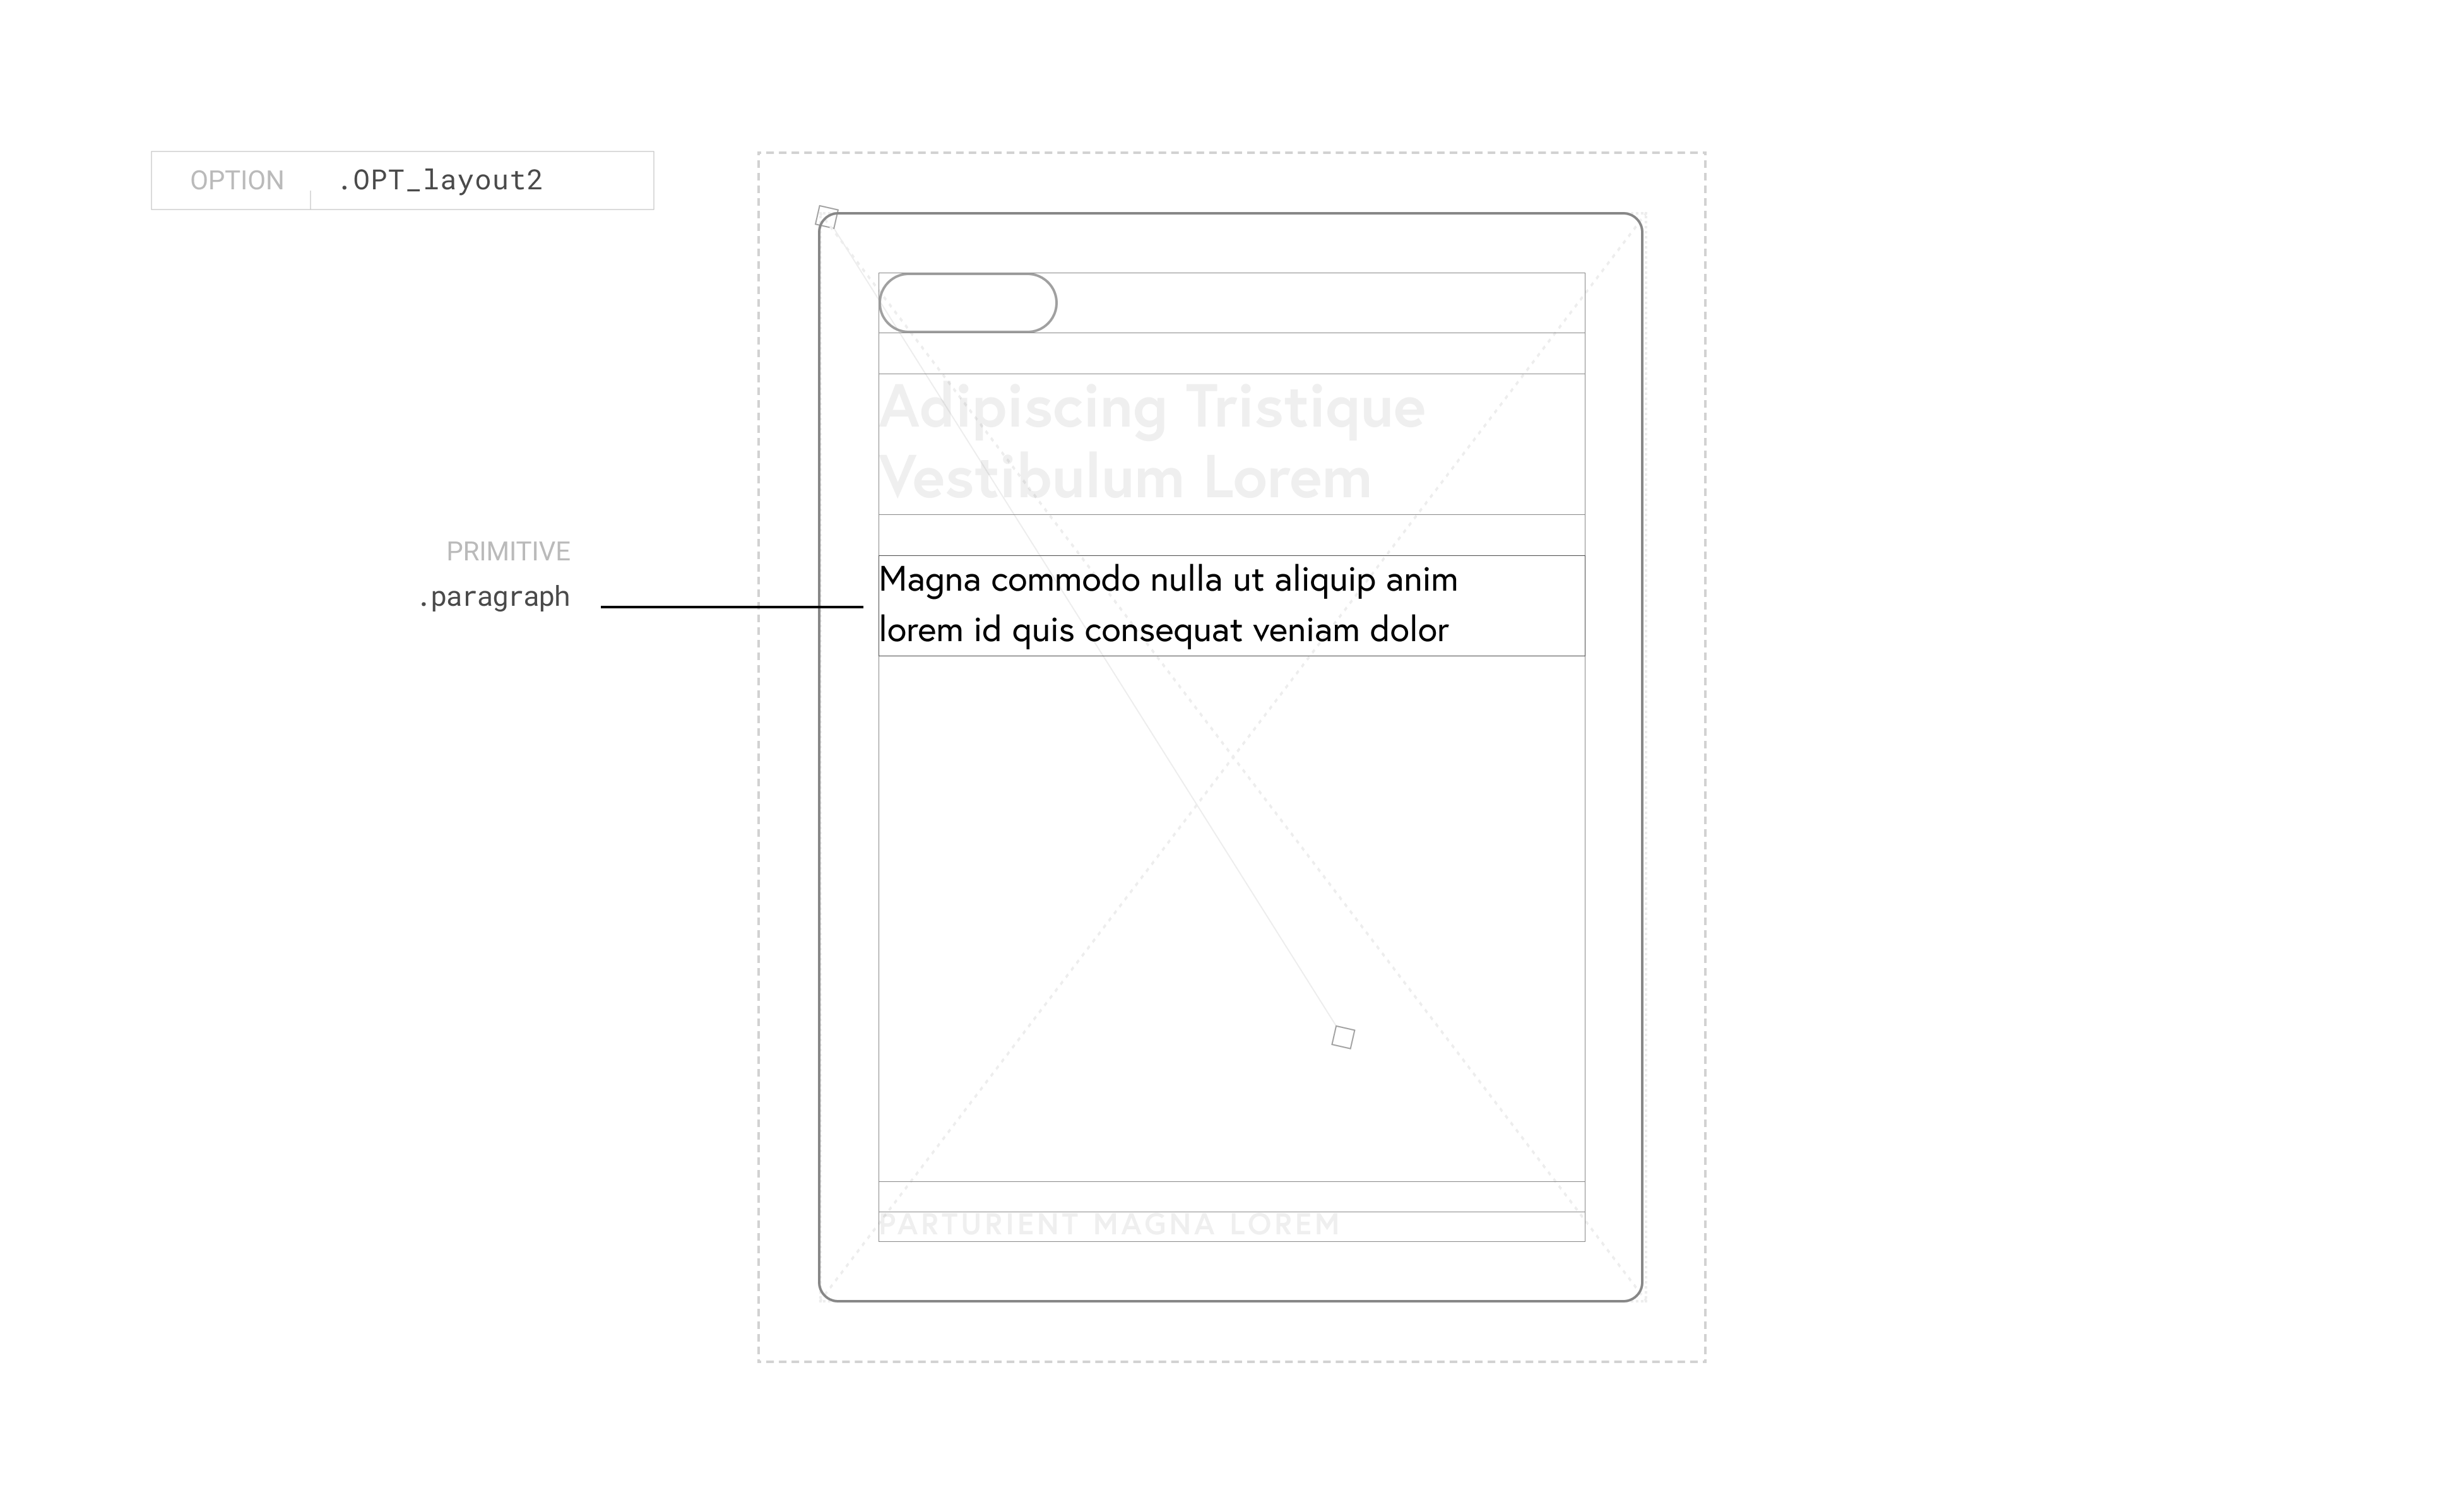 OPTION .OPT_layout2
Adipiscing Tristique
Vestibulum Lorem
PRIMITIVE
.paragraph
Magna commodo nulla ut aliquip anim
lorem id quis consequat veniam dolor
PARTURIENT MAGNA LOREM